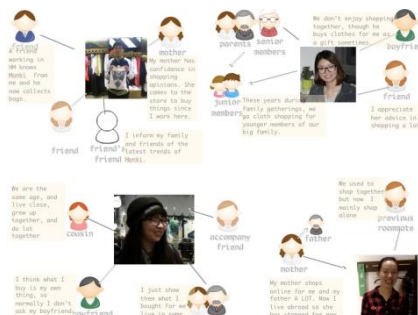 friend
A friend
working in
HM knows
Monki. From
me and he
now collects
bags.
mother
My mother has
confidence in
shopping
opinions. She
comes to the
store to buy
things since
I work here.
friend
friend's
friend
I inform my family
and friends of the
latest trends of
Monki.
parents
senior
members
junior
members
These years during
family gatherings, we
go cloth shopping for
younger members of our
big family.
We don't enjoy shopping
together, though he
buys clothes for me as
a gift sometimes.
boyfri
friend
I appreciate
her advice in
shopping a lo
We are the
same age, and
live close,
grew up
together, and
do lot
together
cousin
accompany
friend
I think what I
buy is my own
thing, so
normally I don't
ask my boyfriend
boyfriend
I just show
then what I
bought for me
live in same
father
mother
My mother shops
online for me and my
father A LOT. Now I
live abroad so she
We used to
shop together
but now I
mainly shop
alone
previous
roommate